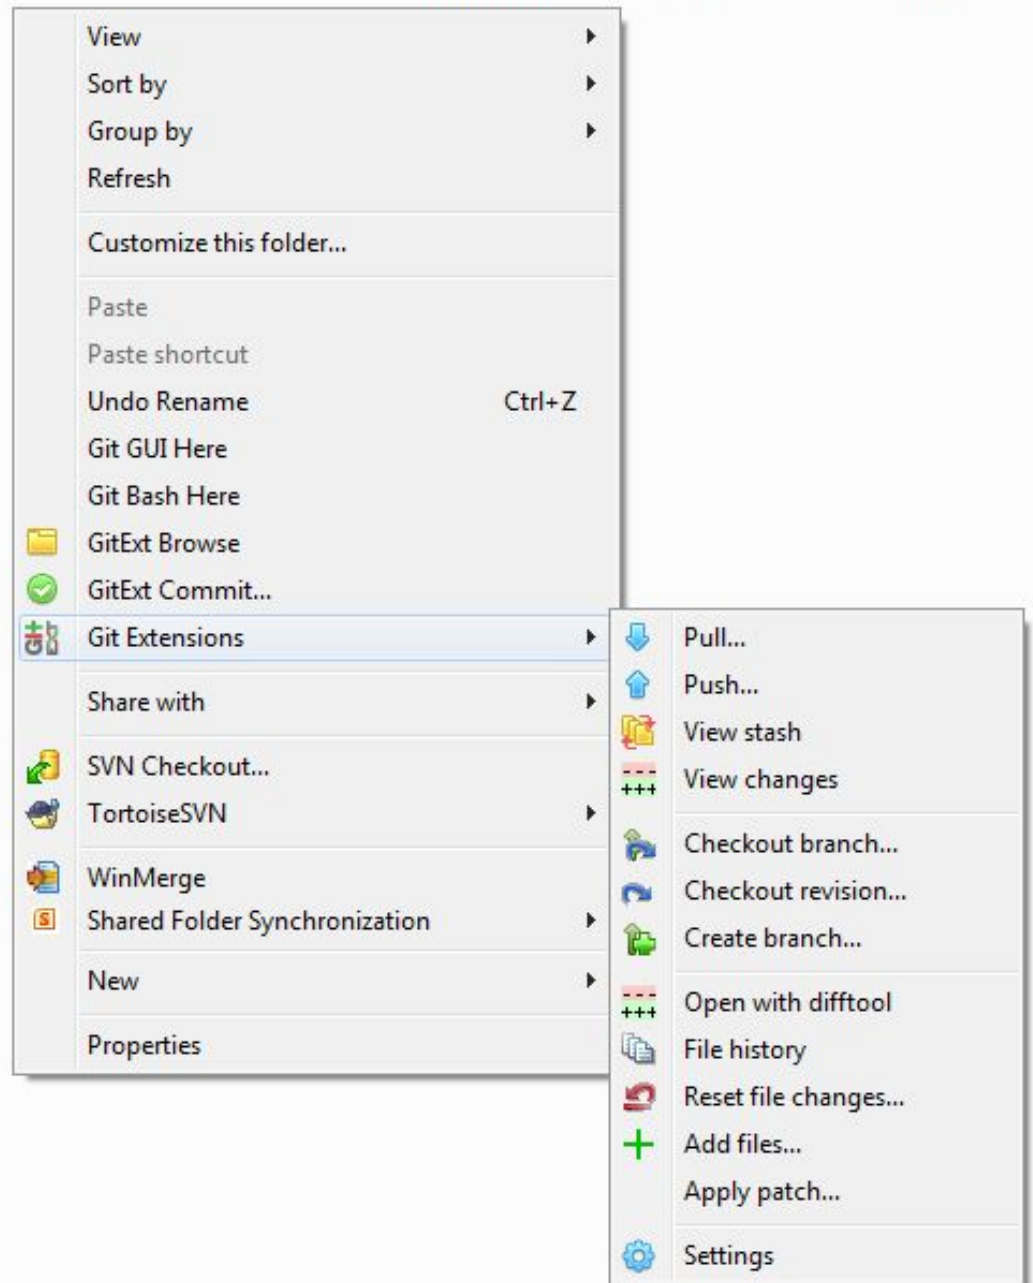 View
Sort by
Group by
Refresh
Customize this folder...
Paste
Paste shortcut
Undo Rename Ctrl+Z
Git GUI Here
Git Bash Here
GitExt Browse
GitExt Commit...
Git Extensions
Share with
SVN Checkout...
TortoiseSVN
WinMerge
Shared Folder Synchronization
New
Properties
Pull...
Push...
View stash
View changes
Checkout branch...
Checkout revision...
Create branch...
Open with difftool
File history
Reset file changes...
Add files...
Apply patch...
Settings